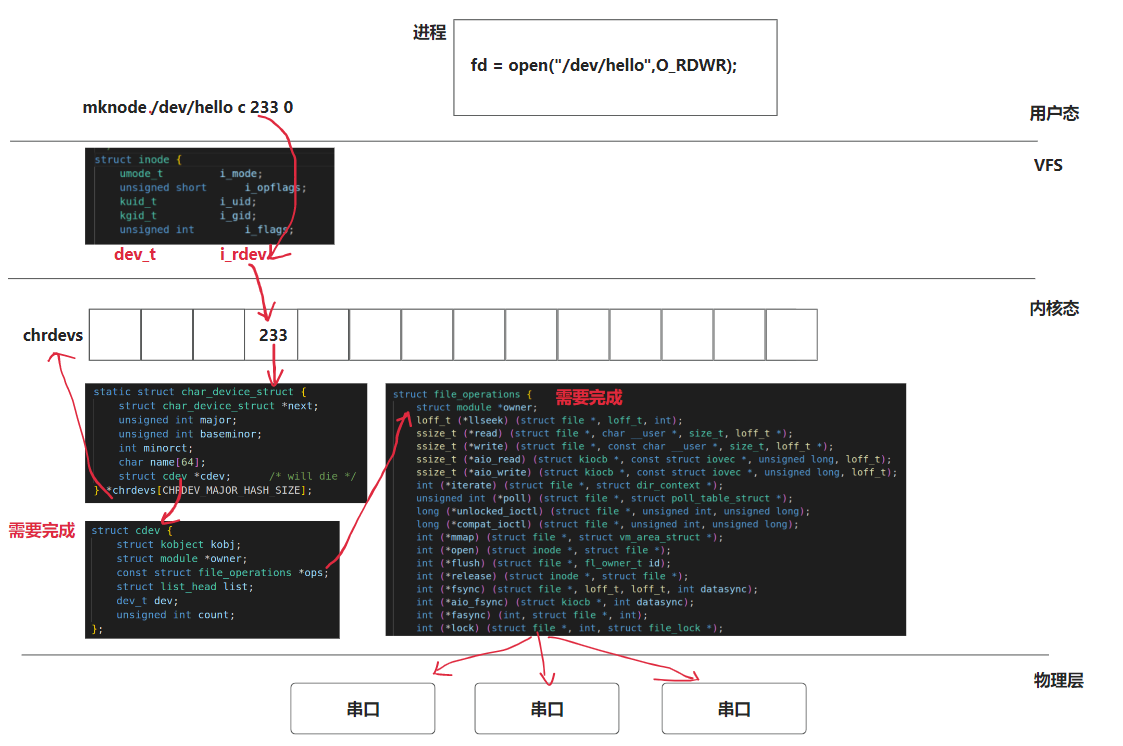 进程
fd = open("/dev/hello",O_RDWR);
mknode./dev/hello c 233 0
用户态
VFS
struct inode {
umode_t i_mode;
unsigned short i_opflags;
kuid_t i_uid;
kgid_t i_gid;
unsigned int i_flags;
dev_t i_rdev
内核态
chrdevs
233
static struct char_device_struct {
struct char_device_struct *next;
unsigned int major;
unsigned int baseminor;
int minorct;
char name[64];
struct cdev *cdev; /* will die */
} *chrdevs[CHRDEV_MAJOR_HASH_SIZE];
需要完成
struct cdev {
struct kobject kobj;
struct module *owner;
const struct file_operations *ops;
struct list_head list;
dev_t dev;
unsigned int count;
};
struct file_operations {
需要完成
struct module *owner;
loff_t (*llseek) (struct file *, loff_t, int);
ssize_t (*read) (struct file *, char __user *, size_t, loff_t *);
ssize_t (*write) (struct file *, const char __user *, size_t, loff_t *);
ssize_t (*aio_read) (struct kiocb *, const struct iovec *, unsigned long, loff_t);
ssize_t (*aio_write) (struct kiocb *, const struct iovec *, unsigned long, loff_t);
int (*iterate) (struct file *, struct dir_context *);
unsigned int (*poll) (struct file *, struct poll_table_struct *);
long (*unlocked_ioctl) (struct file *, unsigned int, unsigned long);
long (*compat_ioctl) (struct file *, unsigned int, unsigned long);
int (*mmap) (struct file *, struct vm_area_struct *);
int (*open) (struct inode *, struct file *);
int (*flush) (struct file *, fl_owner_t id);
int (*release) (struct inode *, struct file *);
int (*fsync) (struct file *, loff_t, loff_t, int datasync);
int (*aio_fsync) (struct kiocb *, int datasync);
int (*fasync) (int, struct file *, int);
int (*lock) (struct file *, int, struct file_lock *);
物理层
串口
串口
串口